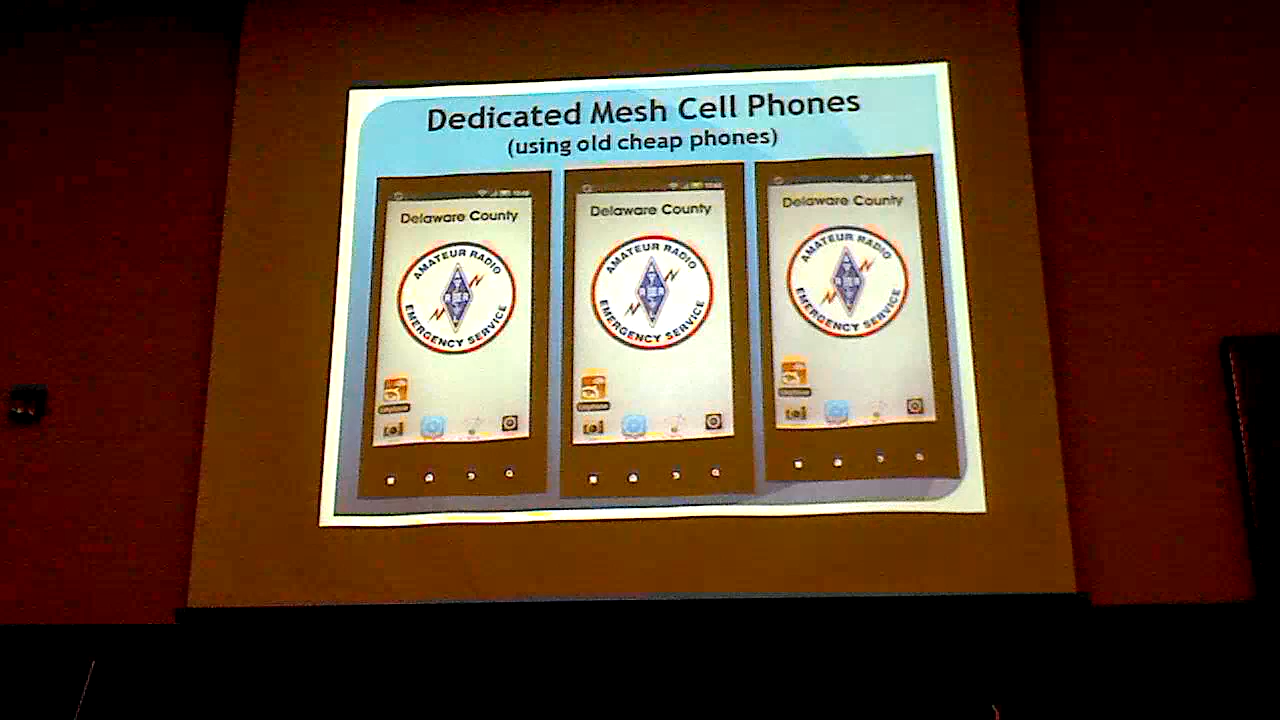 Dedicated Mesh Cell Phones
(using old cheap phones)
Delaware County
AMATEUR RADIO
EMERGENCY SERVICE
Delaware County
AMATEUR RADIO
EMERGENCY SERVICE
Delaware County
AMATEUR RADIO
EMERGENCY SERVICE